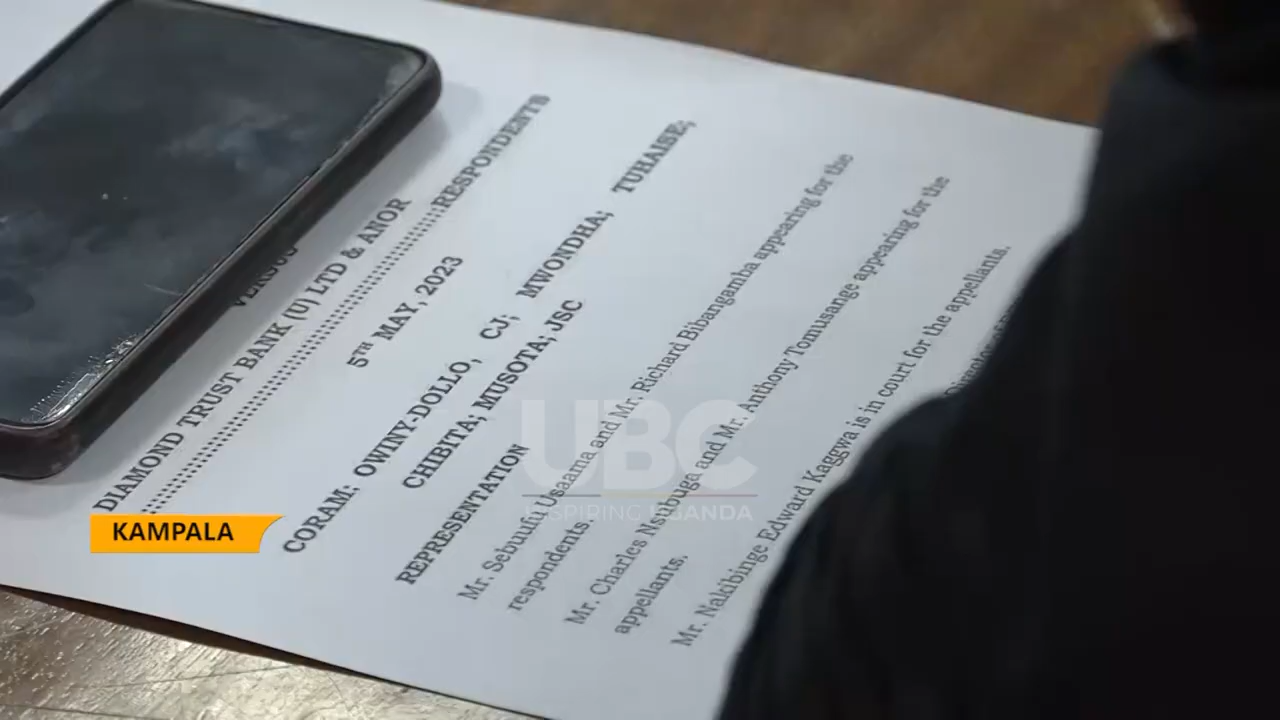 VERSUS
DIAMOND TRUST BANK (U) LTD & ANOR
::::::::::::::::::::::::::::::::::::::::RESPONDENTS
5TH MAY, 2023
CORAM: OWINY-DOLLO, CJ; MWONDHA; TUHAISE;
CHIBITA; MUSOTA; JSC
REPRESENTATION
Mr. Sebuufu Usaama and Mr. Richard Bibangamba appearing for the
respondents.
Mr. Charles Nsubuga and Mr. Anthony Tomusange appearing for the
appellants.
Mr. Nakibinge Edward Kaggwa is in court for the appellants.
KAMPALA
UBC
INSPIRING UGANDA